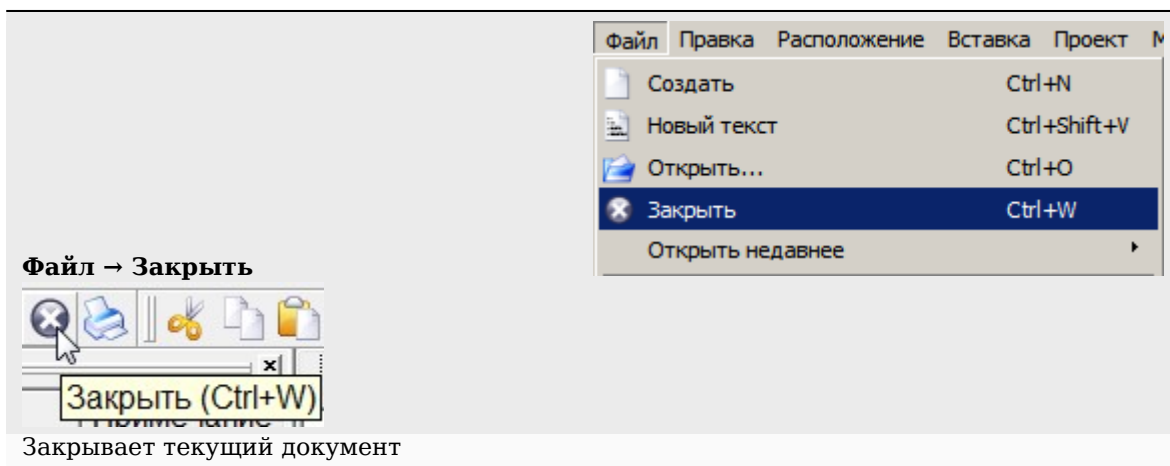 Файл Правка Расположение Вставка Проект
Создать Ctrl+N
Новый текст Ctrl+Shift+V
Открыть... Ctrl+O
Закрыть Ctrl+W
Открыть недавнее
Файл → Закрыть
Закрыть (Ctrl+W)
Примечание
Закрывает текущий документ